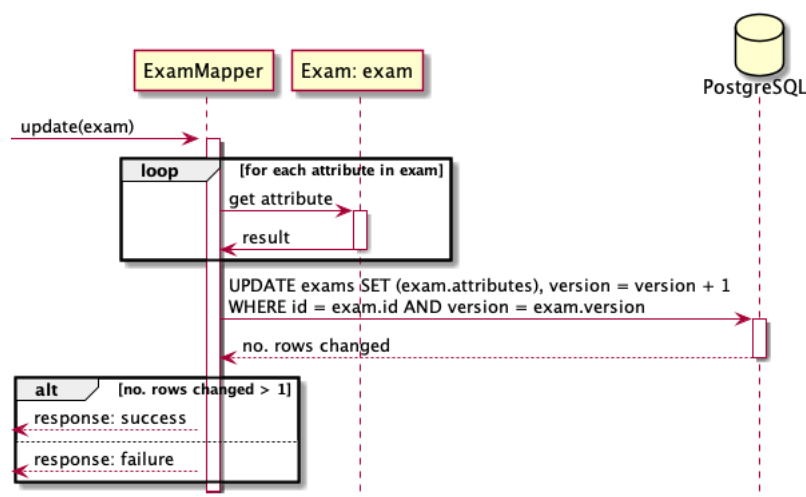 ExamMapper
Exam: exam
PostgreSQL
update(exam)
loop
[for each attribute in exam]
get attribute
result
UPDATE exams SET (exam.attributes), version = version + 1
WHERE id = exam.id AND version = exam.version
no. rows changed
alt
[no. rows changed > 1]
response: success
response: failure